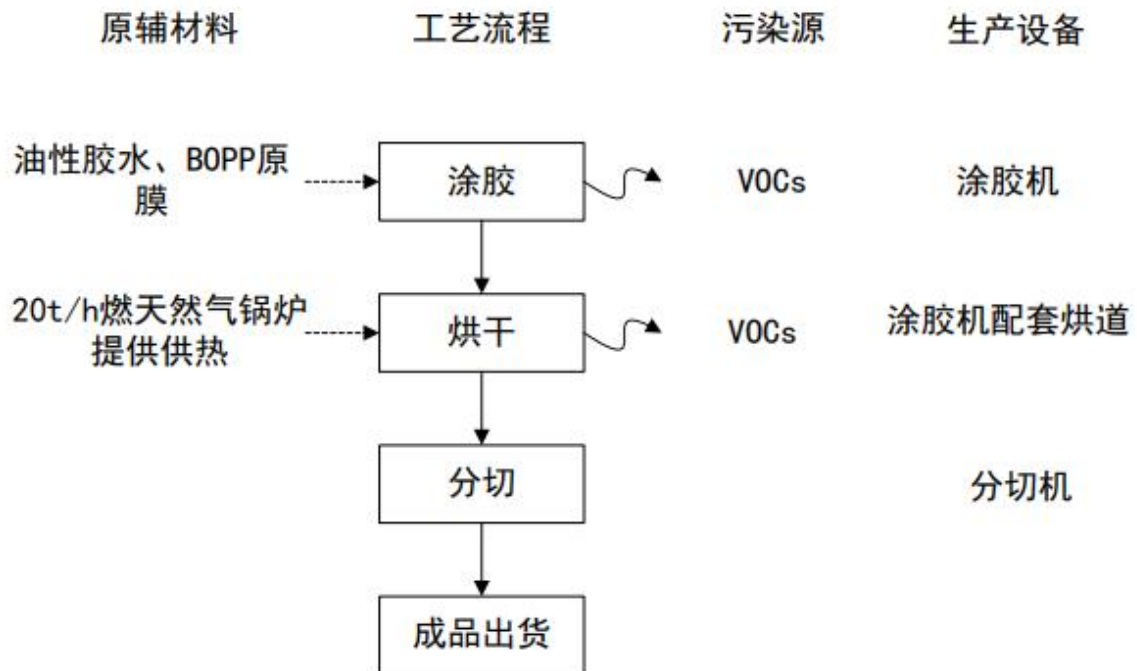 原辅材料 工艺流程 污染源 生产设备
油性胶水、BOPP原
膜
涂胶 VOCs 涂胶机
20t/h燃天然气锅炉
提供供热
烘干 VOCs 涂胶机配套烘道
分切 分切机
成品出货